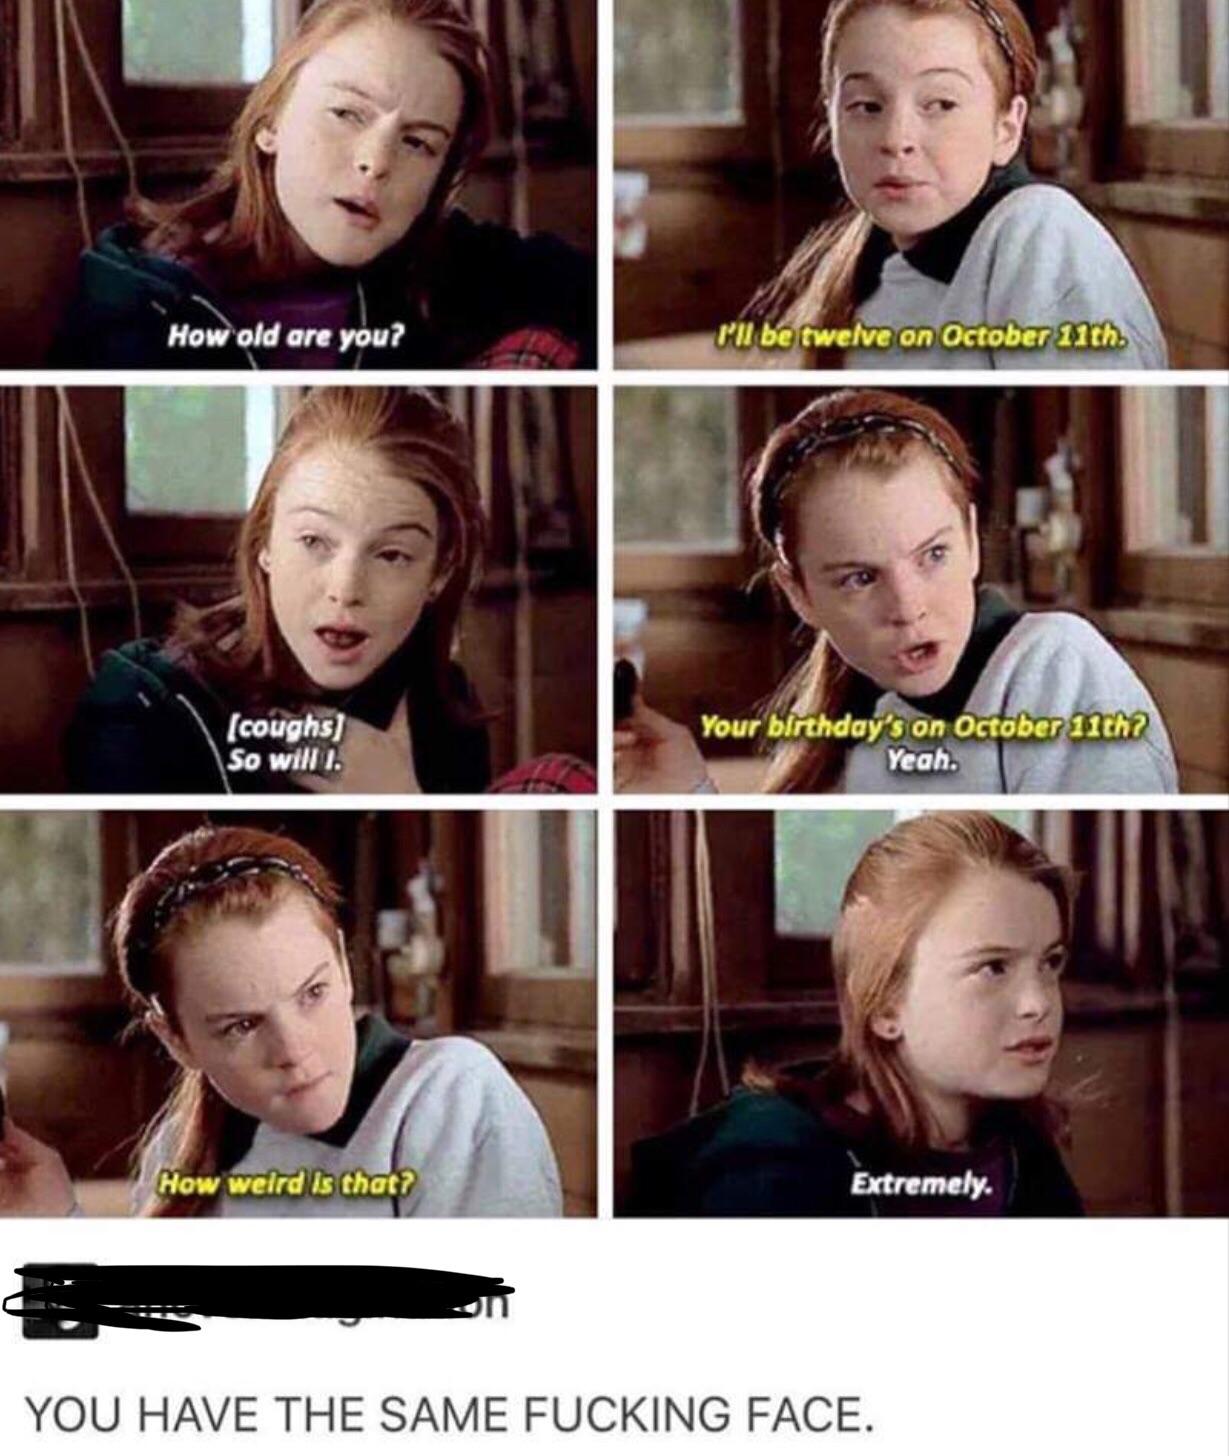 How old are you?
I'll be twelve on October 11th.
[coughs]
So will I.
Your birthday's on October 11th?
Yeah.
How weird is that?
Extremely.
YOU HAVE THE SAME FUCKING FACE.